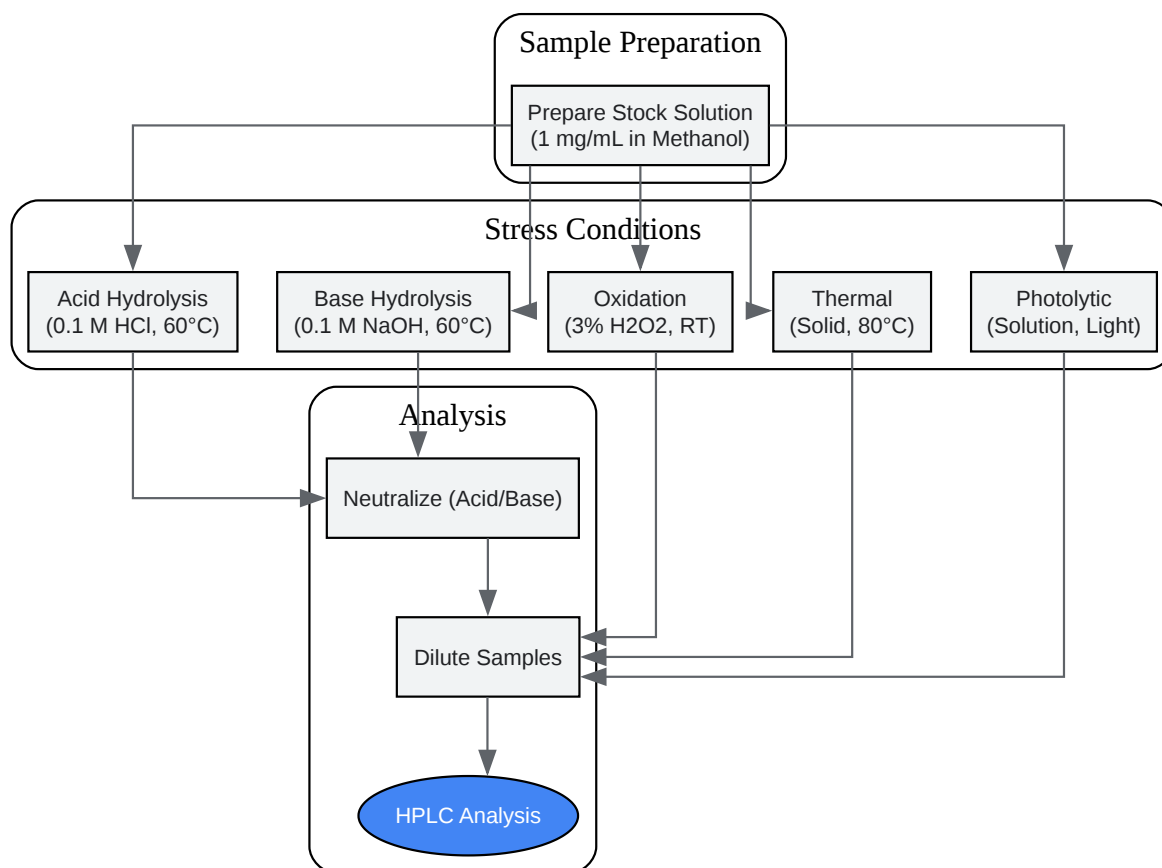 Sample Preparation
Prepare Stock Solution
(1 mg/mL in Methanol)
Stress Conditions
Acid Hydrolysis
(0.1 M HCl, 60°C)
Base Hydrolysis
(0.1 M NaOH, 60°C)
Oxidation
(3% H2O2, RT)
Thermal
(Solid, 80°C)
Photolytic
(Solution, Light)
Analysis
Neutralize (Acid/Base)
Dilute Samples
HPLC Analysis